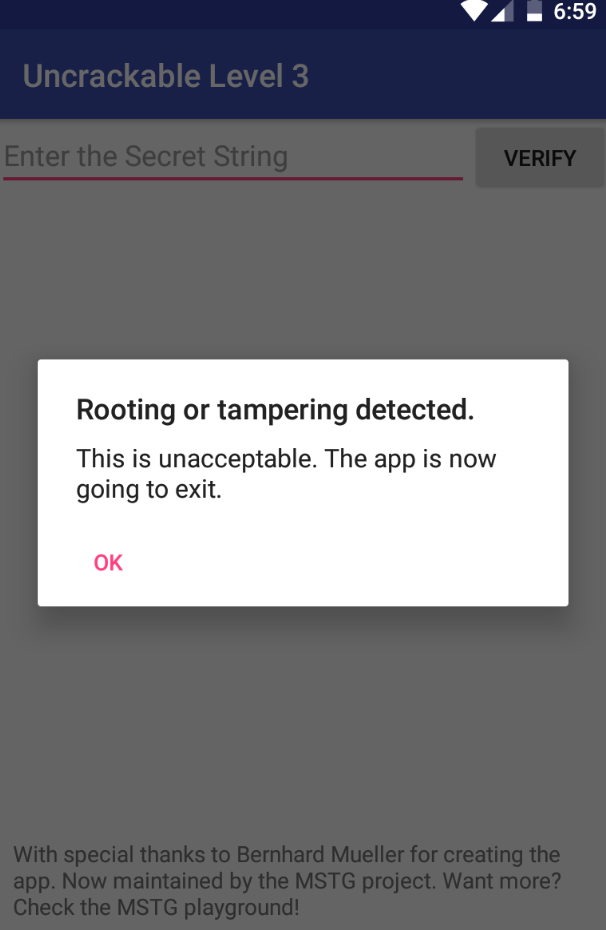 6:59
Uncrackable Level 3
Enter the Secret String
VERIFY
Rooting or tampering detected.
This is unacceptable. The app is now
going to exit.
OK
With special thanks to Bernhard Mueller for creating the
app. Now maintained by the MSTG project. Want more?
Check the MSTG playground!